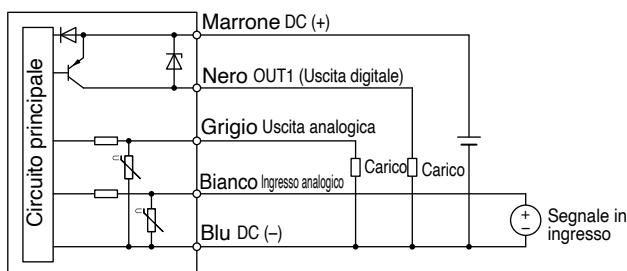 Circuito principale
Marrone DC (+)
Nero OUT1 (Uscita digitale)
Grigio Uscita analogica
Carico
Carico
Bianco Ingresso analogico
Blu DC (–)
+
–
Segnale in
ingresso